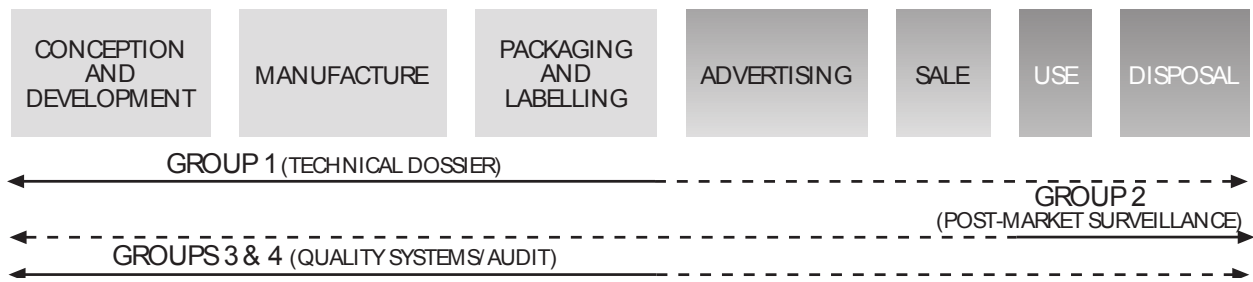 CONCEPTION
AND
DEVELOPMENT
MANUFACTURE
PACKAGING
AND
LABELLING
ADVERTISING
SALE
USE
DISPOSAL
GROUP 1 (TECHNICAL DOSSIER)
GROUP 2
(POST-MARKET SURVEILLANCE)
GROUPS 3 & 4 (QUALITY SYSTEMS/AUDIT)